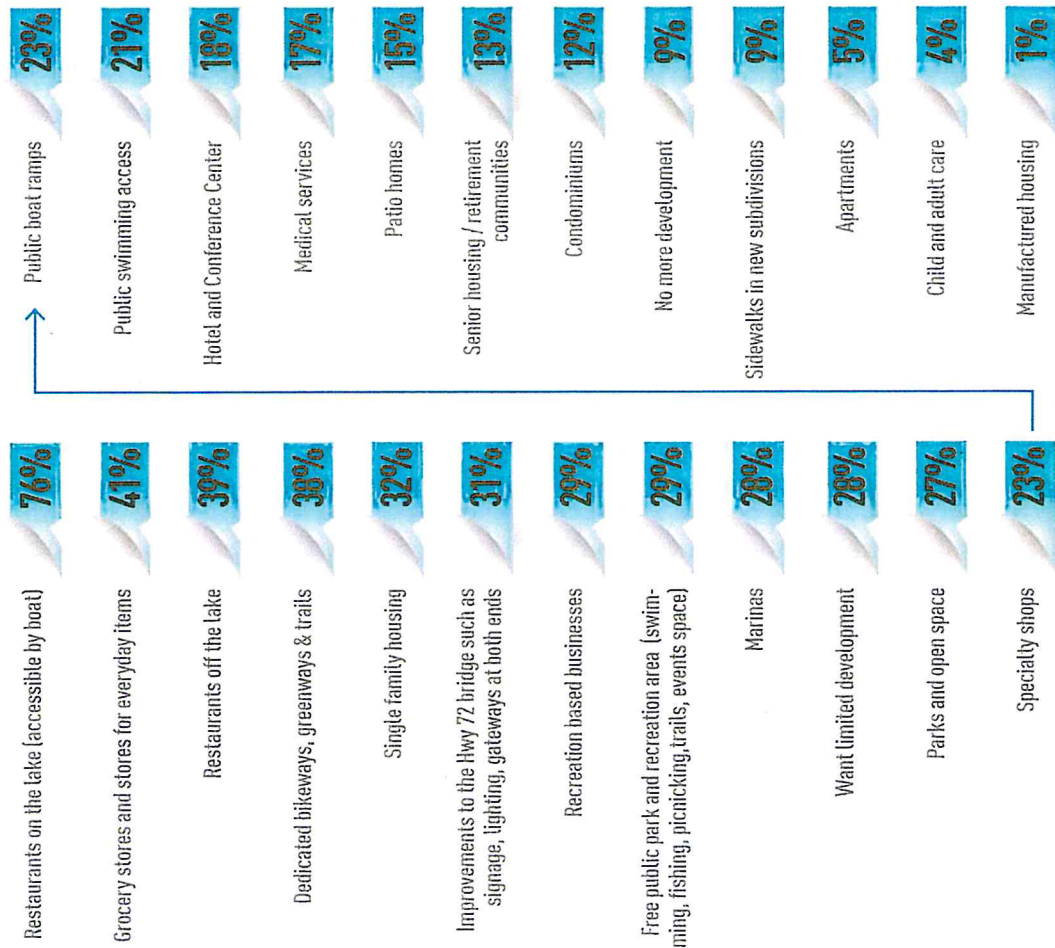 Restaurants on the lake (accessible by boat)
76%
Grocery stores and stores for everyday items
41%
Restaurants off the lake
39%
Dedicated bikeways, greenways & trails
38%
Single family housing
32%
Improvements to the Hwy 72 bridge such as
signage, lighting, gateways at both ends
31%
Recreation based businesses
29%
Free public park and recreation area (swim-
ming, fishing, picnicking,trails, events space)
29%
Marinas
28%
Want limited development
28%
Parks and open space
27%
Specialty shops
23%
Public boat ramps
23%
Public swimming access
21%
Hotel and Conference Center
18%
Medical services
17%
Patio homes
15%
Senior housing / retirement
communities
13%
Condominiums
12%
No more development
9%
Sidewalks in new subdivisions
9%
Apartments
5%
Child and adult care
4%
Manufactured housing
1%